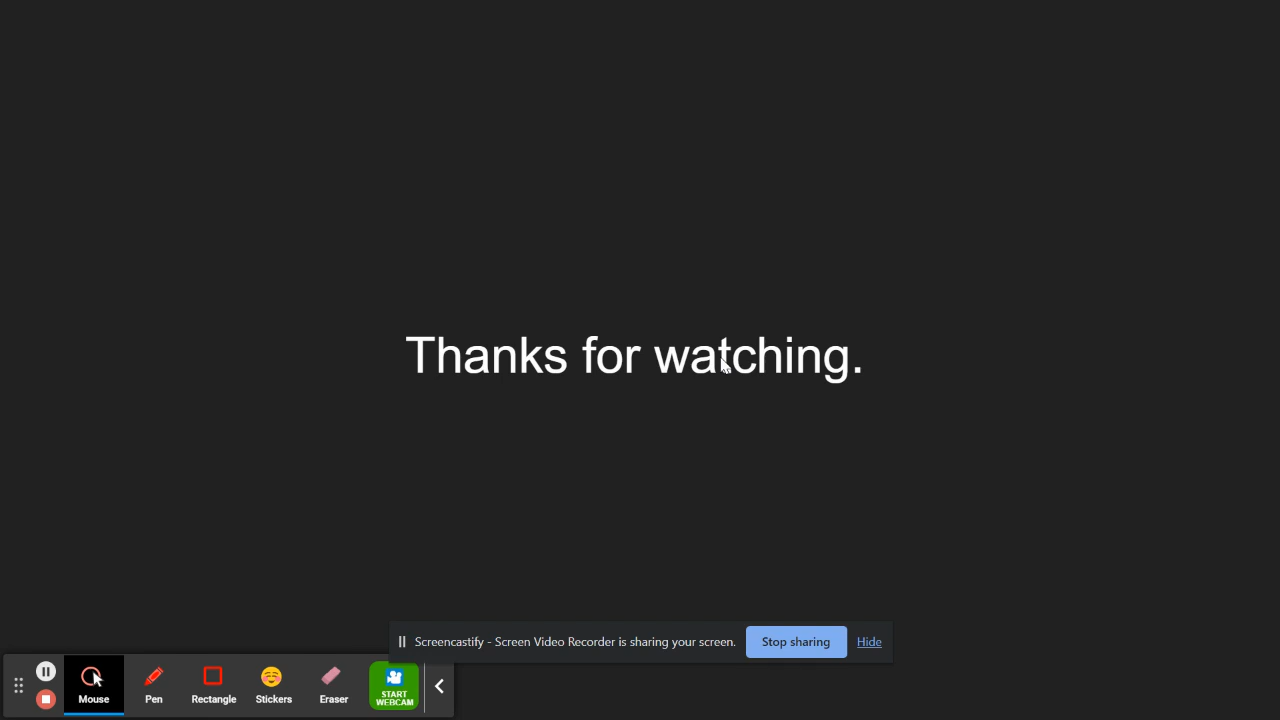 Thanks for watching.
Screencastify - Screen Video Recorder is sharing your screen.
Stop sharing
Hide
Mouse
Pen
Rectangle
Stickers
Eraser
START
WEBCAM